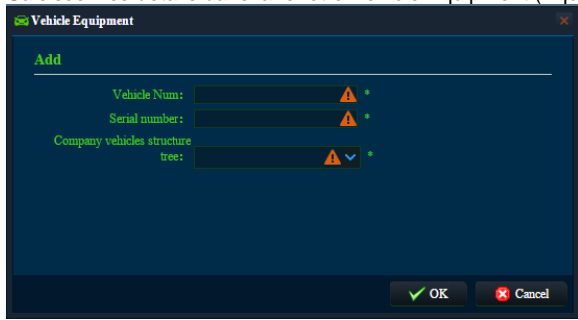 Vehicle Equipment
Add
Vehicle Num: *
Serial number: *
Company vehicles structure
tree: *
OK Cancel